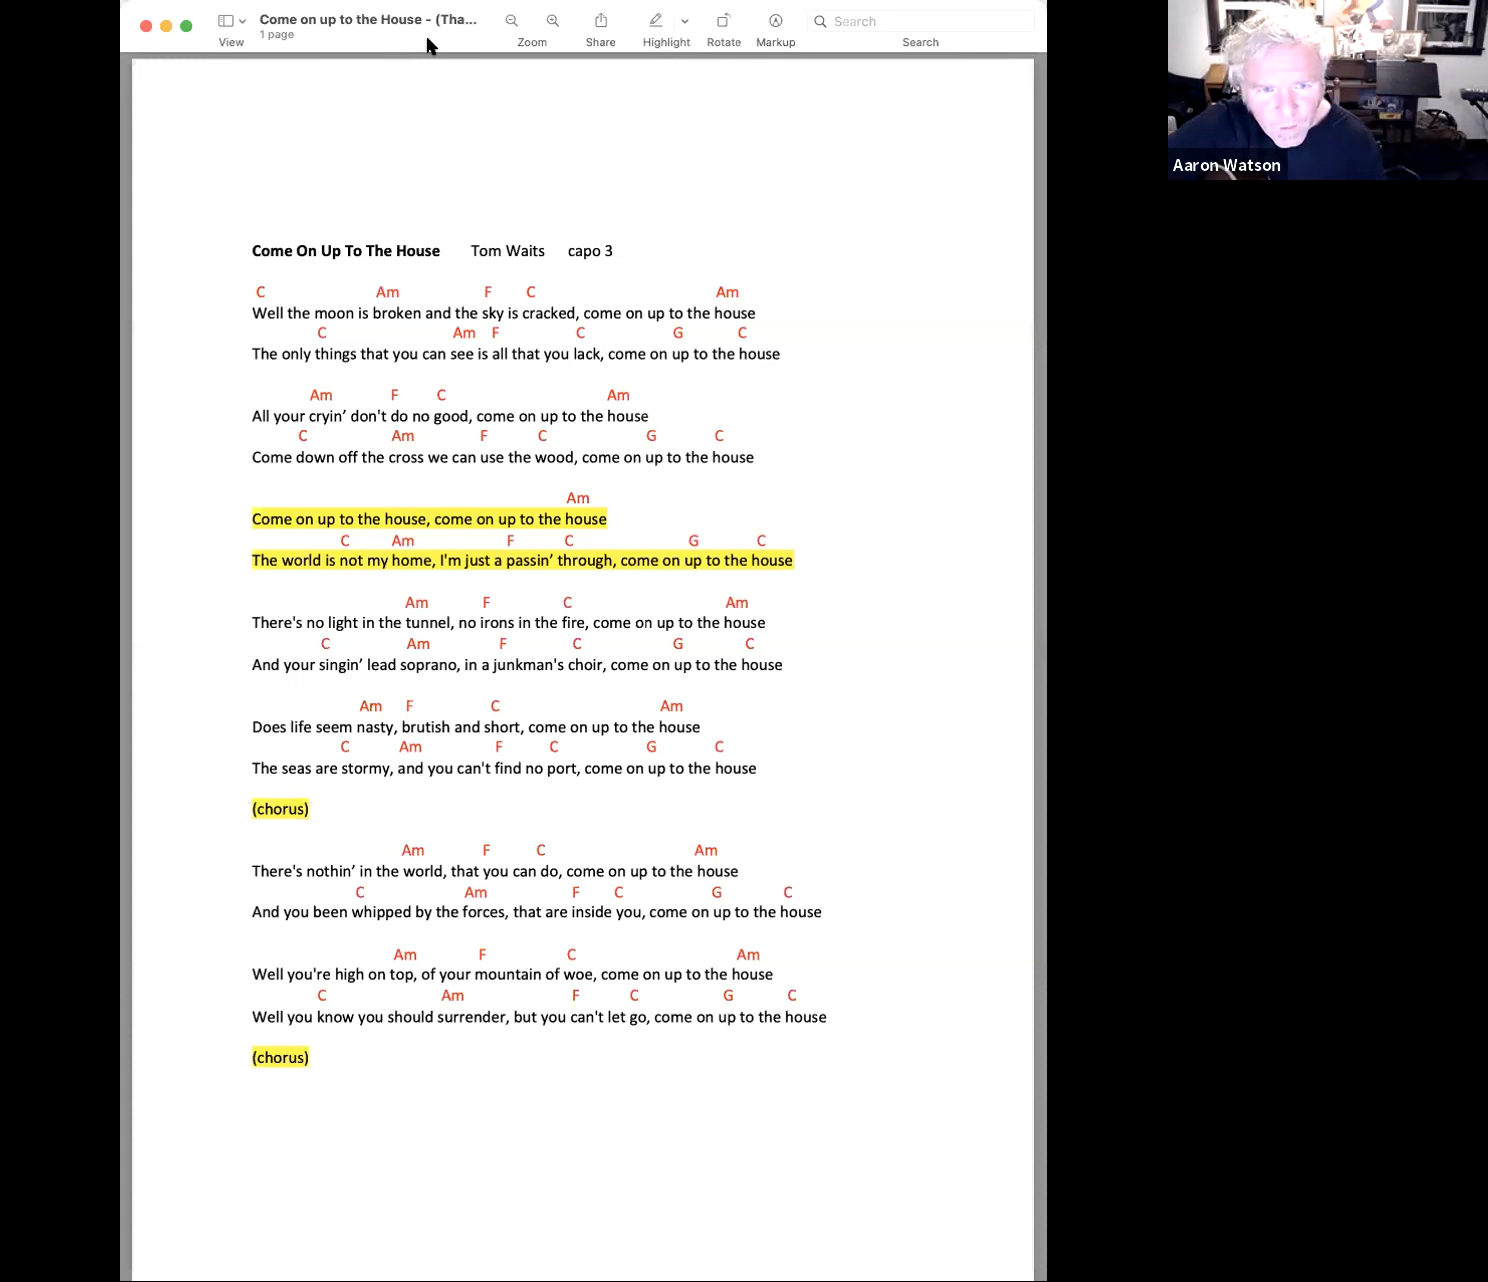 Come on up to the House - (Tha...
1 page
View
Zoom
Share
Highlight
Rotate
Markup
Search
Search
Aaron Watson
Come On Up To The House Tom Waits capo 3
C Am F C Am
Well the moon is broken and the sky is cracked, come on up to the house
C Am F C G C
The only things that you can see is all that you lack, come on up to the house
Am F C Am
All your cryin’ don't do no good, come on up to the house
C Am F C G C
Come down off the cross we can use the wood, come on up to the house
Am
Come on up to the house, come on up to the house
C Am F C G C
The world is not my home, I'm just a passin’ through, come on up to the house
Am F C Am
There's no light in the tunnel, no irons in the fire, come on up to the house
C Am F C G C
And your singin’ lead soprano, in a junkman's choir, come on up to the house
Am F C Am
Does life seem nasty, brutish and short, come on up to the house
C Am F C G C
The seas are stormy, and you can't find no port, come on up to the house
(chorus)
Am F C Am
There's nothin’ in the world, that you can do, come on up to the house
C Am F C G C
And you been whipped by the forces, that are inside you, come on up to the house
Am F C Am
Well you're high on top, of your mountain of woe, come on up to the house
C Am F C G C
Well you know you should surrender, but you can't let go, come on up to the house
(chorus)